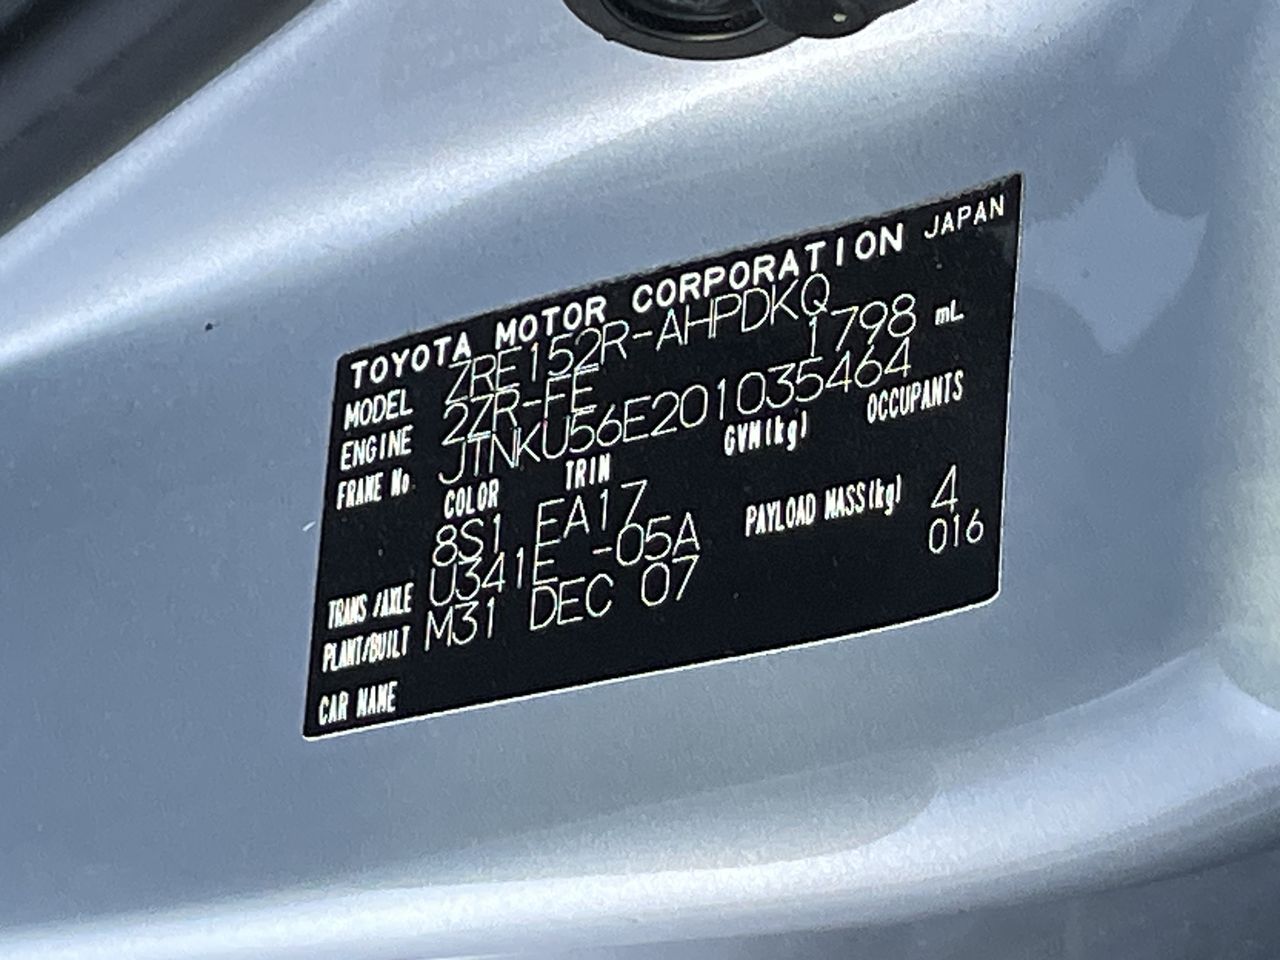 TOYOTA MOTOR CORPORATION JAPAN
MODEL ZRE152R-AHPDKQ
ENGINE 2ZR-FE 1798 mL
FRAME No. JTNKU56E201035464
COLOR TRIM GVM(kg) OCCUPANTS
8S1 EA17 4
TRANS/AXLE U341E -05A PAYLOAD MASS(kg) 016
PLANT/BUILT M31 DEC 07
CAR NAME